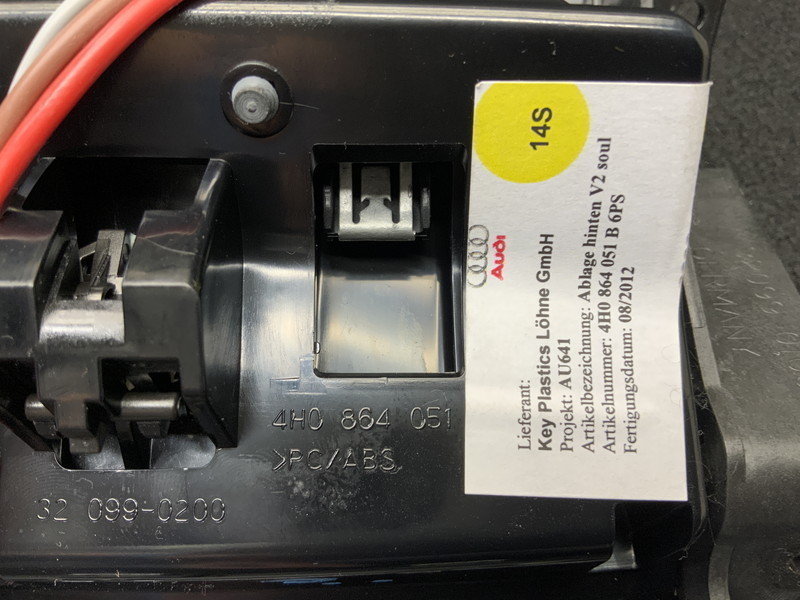 14S
Audi
Lieferant:
Key Plastics Löhne GmbH
Projekt: AU641
Artikelbezeichnung: Ablage hinten V2 soul
Artikelnummer: 4H0 864 051 B 6PS
Fertigungsdatum: 08/2012
4H0 864 051
>PC/ABS
32 099-0200